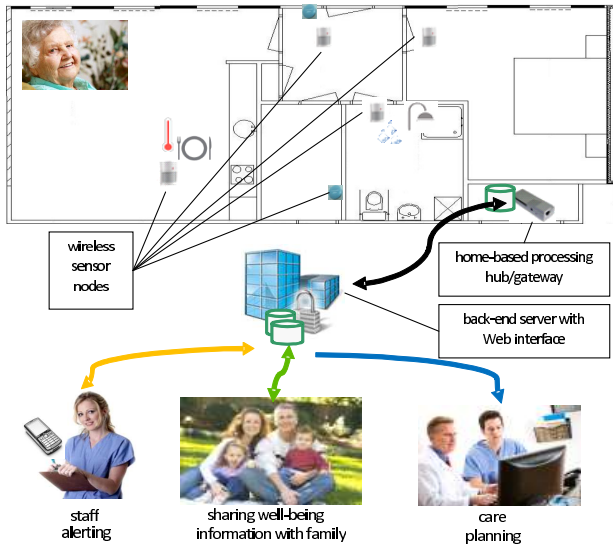 wireless
sensor
nodes
home-based processing
hub/gateway
back-end server with
Web interface
staff
alerting
sharing well-being
information with family
care
planning